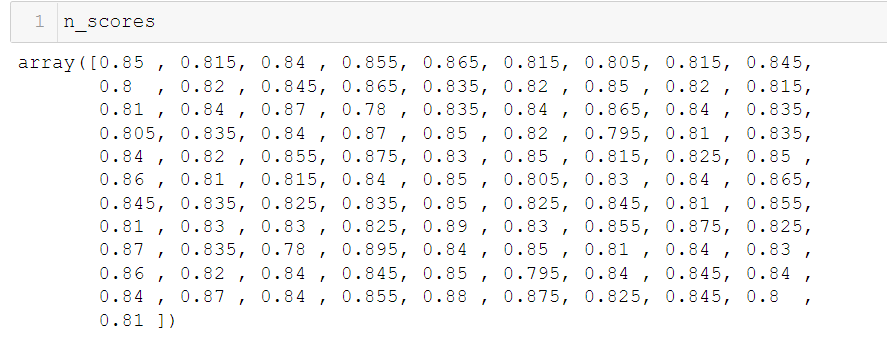 1 n_scores
array([0.85 , 0.815, 0.84 , 0.855, 0.865, 0.815, 0.805, 0.815, 0.845,
       0.8  , 0.82 , 0.845, 0.865, 0.835, 0.82 , 0.85 , 0.82 , 0.815,
       0.81 , 0.84 , 0.87 , 0.78 , 0.835, 0.84 , 0.865, 0.84 , 0.835,
       0.805, 0.835, 0.84 , 0.87 , 0.85 , 0.82 , 0.795, 0.81 , 0.835,
       0.84 , 0.82 , 0.855, 0.875, 0.83 , 0.85 , 0.815, 0.825, 0.85 ,
       0.86 , 0.81 , 0.815, 0.84 , 0.85 , 0.805, 0.83 , 0.84 , 0.865,
       0.845, 0.835, 0.825, 0.835, 0.85 , 0.825, 0.845, 0.81 , 0.855,
       0.81 , 0.83 , 0.83 , 0.825, 0.89 , 0.83 , 0.855, 0.875, 0.825,
       0.87 , 0.835, 0.78 , 0.895, 0.84 , 0.85 , 0.81 , 0.84 , 0.83 ,
       0.86 , 0.82 , 0.84 , 0.845, 0.85 , 0.795, 0.84 , 0.845, 0.84 ,
       0.84 , 0.87 , 0.84 , 0.855, 0.88 , 0.875, 0.825, 0.845, 0.8  ,
       0.81 ])